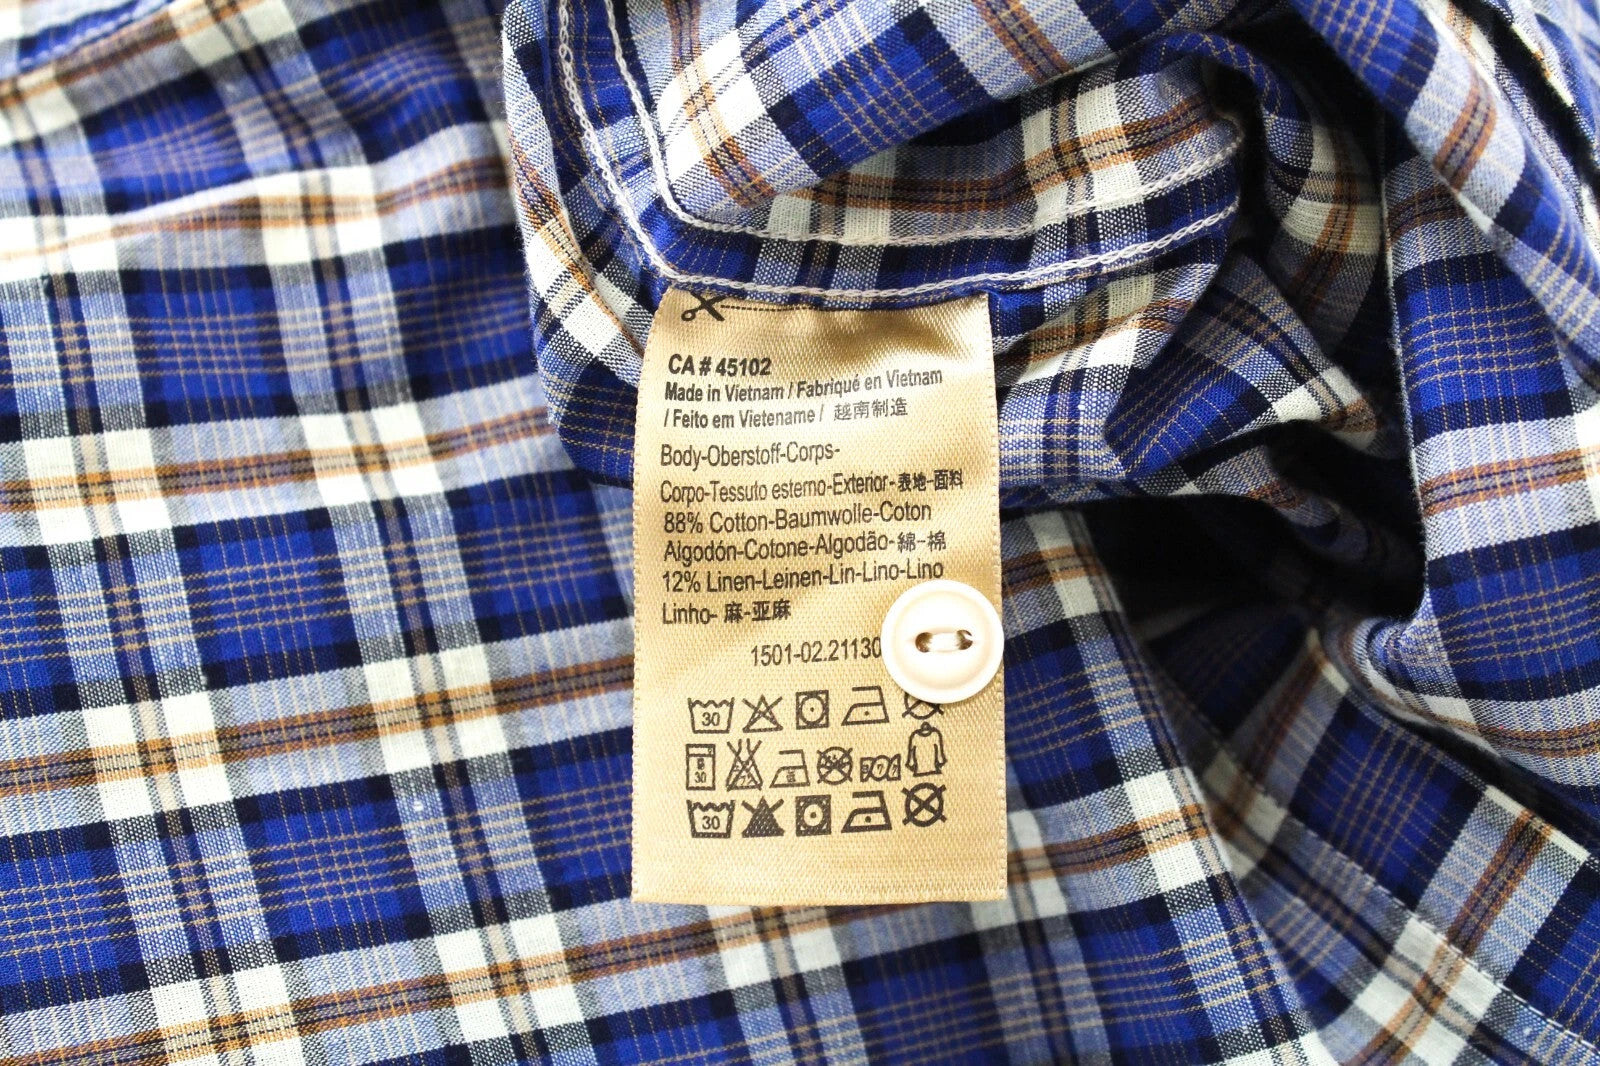 CA # 45102
Made in Vietnam / Fabriqué en Vietnam
/ Feito em Vietename / 越南制造
Body-Oberstoff-Corps-
Corpo-Tessuto esterno-Exterior-表地-面料
88% Cotton-Baumwolle-Coton
Algodón-Cotone-Algodão-綿-棉
12% Linen-Leinen-Lin-Lino-Lino
Linho- 麻-亚麻
1501-02.21130
30
30
30